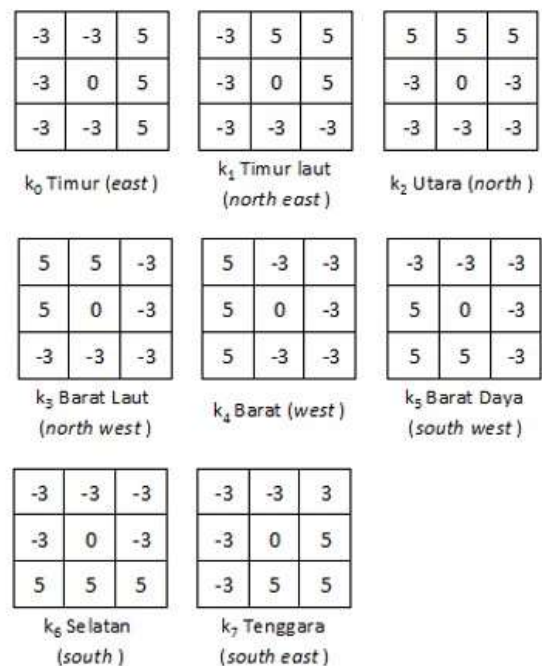 -3 -3 5 -3 5 5 5 5 5
-3 0 5 -3 0 5 -3 0 -3
-3 -3 5 -3 -3 -3 -3 -3 -3
k₀ Timur (east) k₁ Timur laut k₂ Utara (north)
(north east)
5 5 -3 5 -3 -3 -3 -3 -3
5 0 -3 5 0 -3 5 0 -3
-3 -3 -3 5 -3 -3 5 5 -3
k₃ Barat Laut k₄ Barat (west) k₅ Barat Daya
(north west) (south west)
-3 -3 -3 -3 -3 3
-3 0 -3 -3 0 5
5 5 5 -3 5 5
k₆ Selatan k₇ Tenggara
(south) (south east)